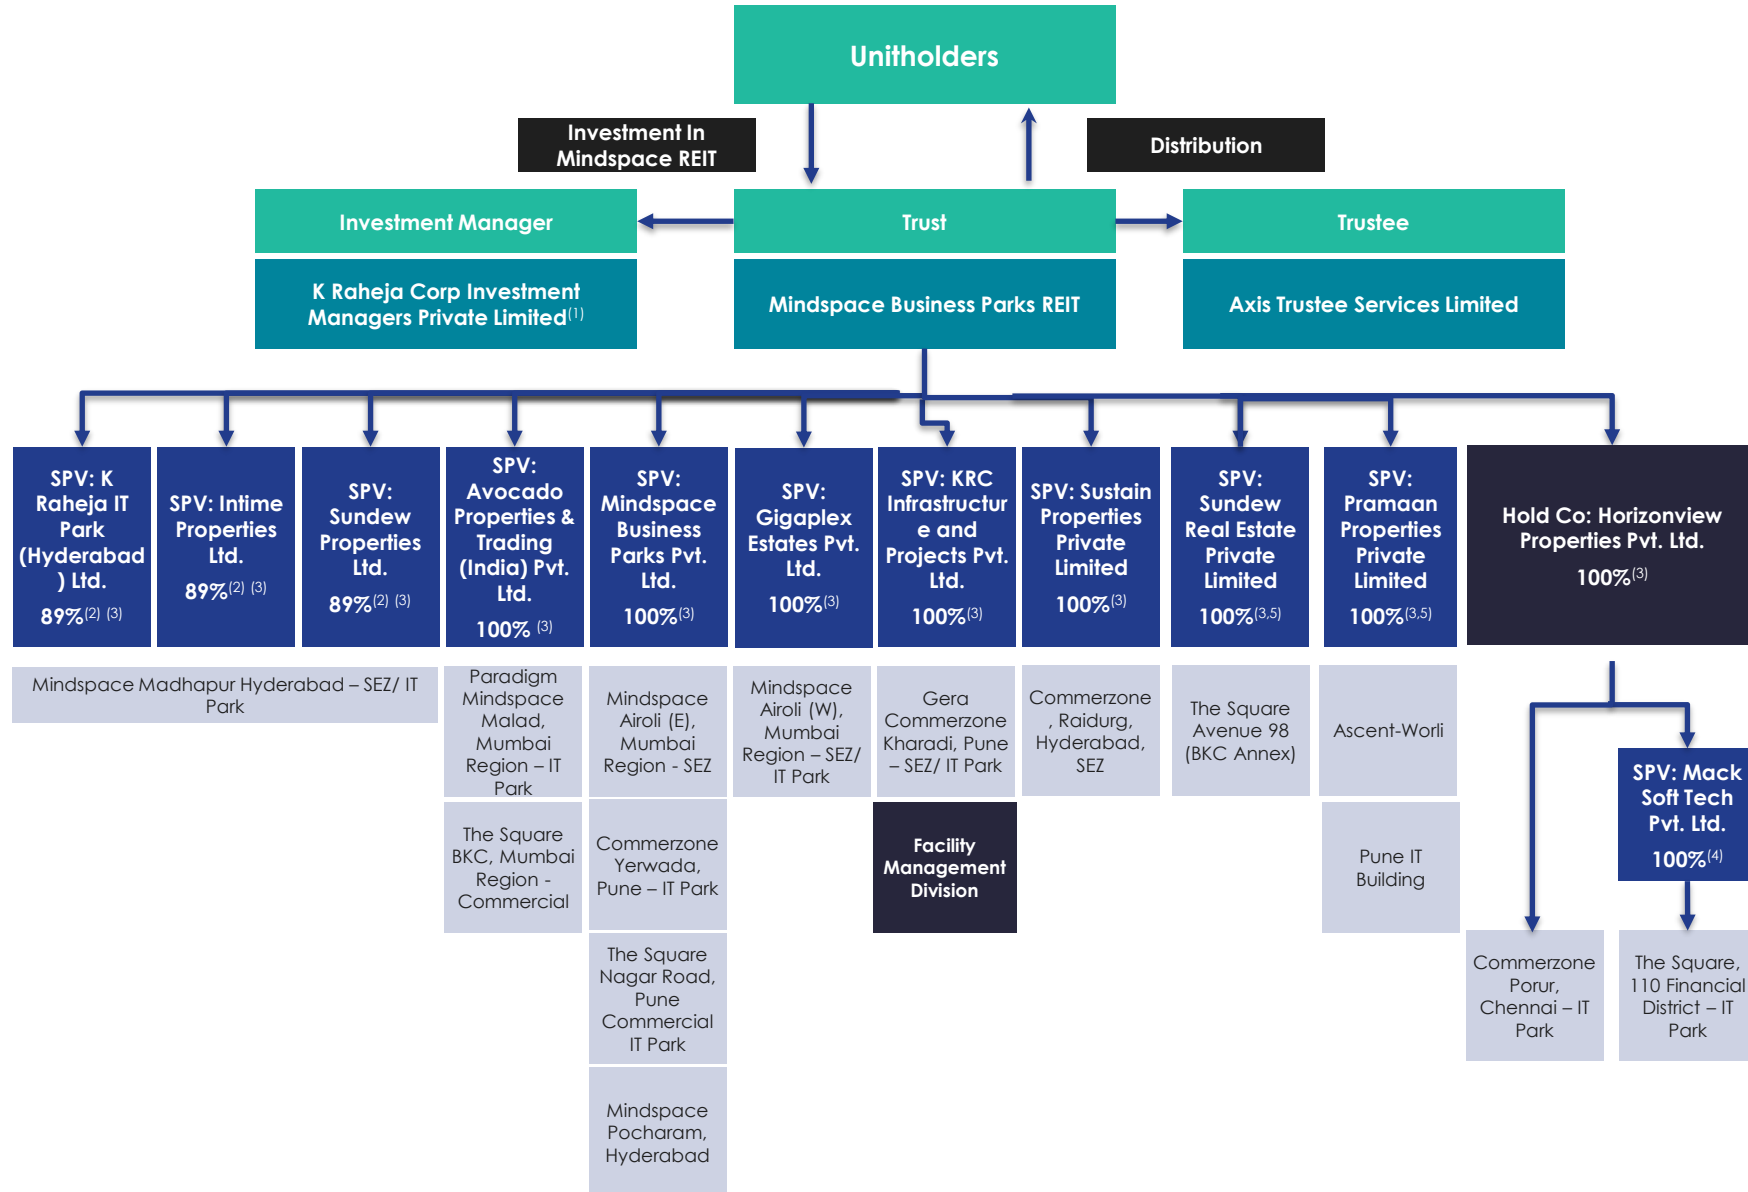 Unitholders
Investment In
Mindspace REIT
Distribution
Investment Manager
Trust
Trustee
K Raheja Corp Investment
Managers Private Limited(1)
Mindspace Business Parks REIT
Axis Trustee Services Limited
SPV: K
Raheja IT
Park
(Hyderabad
) Ltd.
89%(2) (3)
SPV: Intime
Properties
Ltd.
89%(2) (3)
SPV:
Sundew
Properties
Ltd.
89%(2) (3)
SPV:
Avocado
Properties &
Trading
(India) Pvt.
Ltd.
100% (3)
SPV:
Mindspace
Business
Parks Pvt.
Ltd.
100%(3)
SPV:
Gigaplex
Estates Pvt.
Ltd.
100%(3)
SPV: KRC
Infrastructur
e and
Projects Pvt.
Ltd.
100%(3)
SPV: Sustain
Properties
Private
Limited
100%(3)
SPV:
Sundew
Real Estate
Private
Limited
100%(3,5)
SPV:
Pramaan
Properties
Private
Limited
100%(3,5)
Hold Co: Horizonview
Properties Pvt. Ltd.
100%(3)
Mindspace Madhapur Hyderabad – SEZ/ IT
Park
Paradigm
Mindspace
Malad,
Mumbai
Region – IT
Park
Mindspace
Airoli (E),
Mumbai
Region - SEZ
Mindspace
Airoli (W),
Mumbai
Region – SEZ/
IT Park
Gera
Commerzone
Kharadi, Pune
– SEZ/ IT Park
Commerzone
, Raidurg,
Hyderabad,
SEZ
The Square
Avenue 98
(BKC Annex)
Ascent-Worli
SPV: Mack
Soft Tech
Pvt. Ltd.
100%(4)
The Square
BKC, Mumbai
Region -
Commercial
Commerzone
Yerwada,
Pune – IT Park
Facility
Management
Division
Pune IT
Building
The Square
Nagar Road,
Pune
Commercial
IT Park
Commerzone
Porur,
Chennai – IT
Park
The Square,
110 Financial
District – IT
Park
Mindspace
Pocharam,
Hyderabad